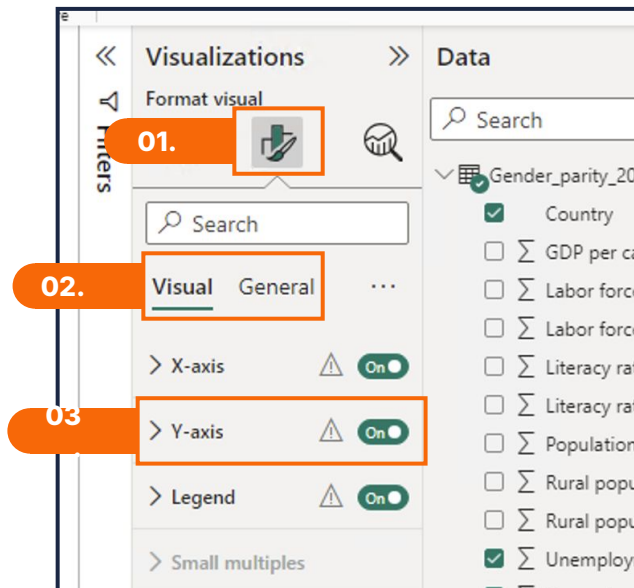 e
Visualizations
Data
Format visual
01.
Filters
Search
Search
Gender_parity_20
Country
02.
Visual General ...
GDP per ca
Labor force
Labor force
X-axis On
Literacy rat
Literacy rat
03
Y-axis On
Population
Rural popu
Legend On
Rural popu
Small multiples
Unemploy